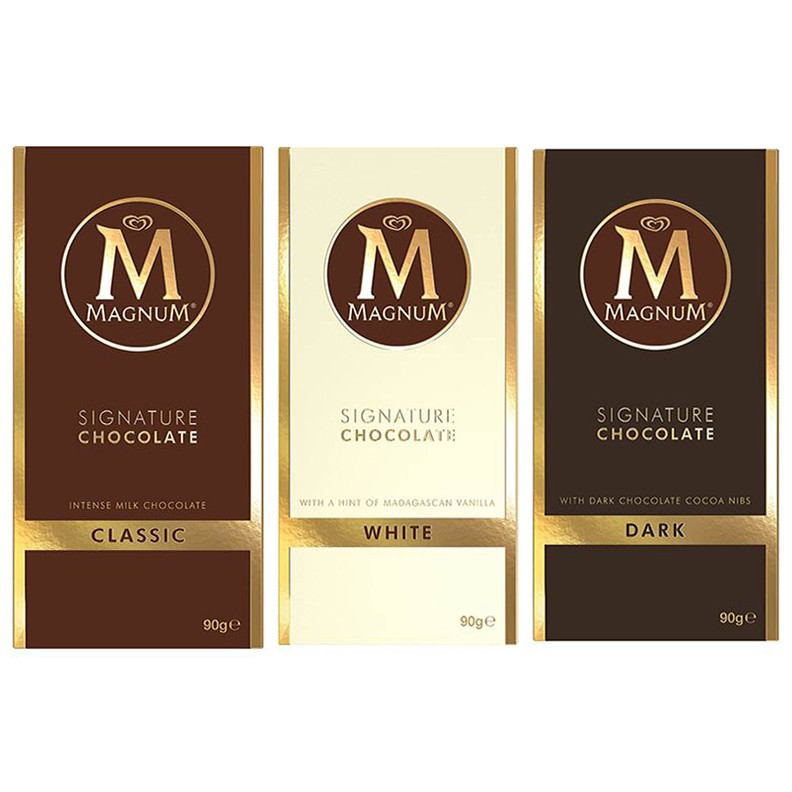 M
MAGNUM®
SIGNATURE
CHOCOLATE
INTENSE MILK CHOCOLATE
CLASSIC
90g℮
M
MAGNUM®
SIGNATURE
CHOCOLATE
WITH A HINT OF MADAGASCAN VANILLA
WHITE
90g℮
M
MAGNUM®
SIGNATURE
CHOCOLATE
WITH DARK CHOCOLATE COCOA NIBS
DARK
90g℮